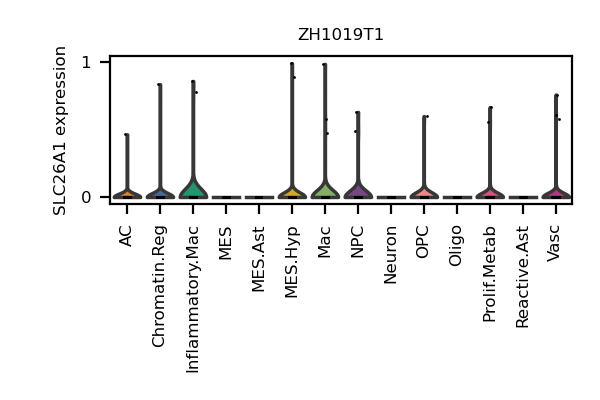 ZH1019T1
SLC26A1 expression
1
0
AC
Chromatin.Reg
Inflammatory.Mac
MES
MES.Ast
MES.Hyp
Mac
NPC
Neuron
OPC
Oligo
Prolif.Metab
Reactive.Ast
Vasc